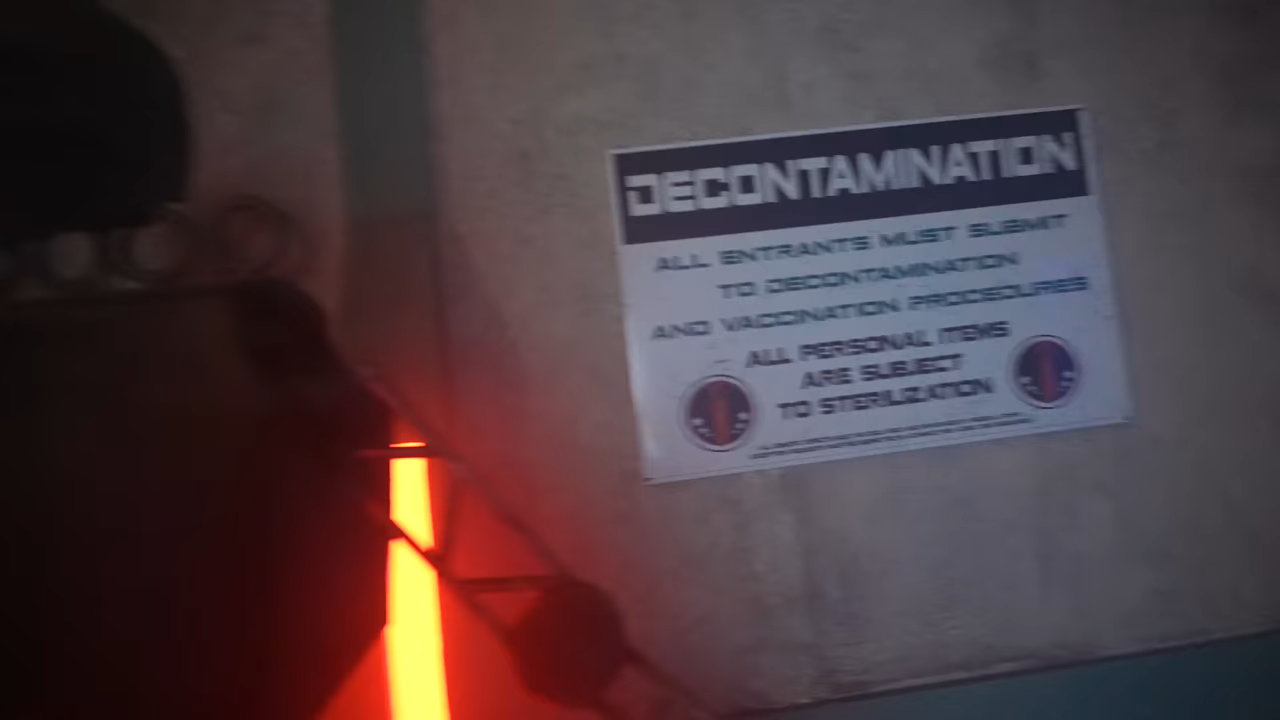 DECONTAMINATION
ALL ENTRANTS MUST SUBMIT
TO DECONTAMINATION
AND VACCINATION PROCEDURES
ALL PERSONAL ITEMS
ARE SUBJECT
TO STERILIZATION